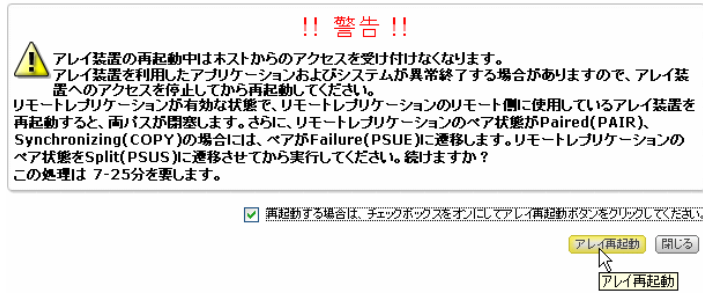 !! 警告 !!
アレイ装置の再起動中はホストからのアクセスを受け付けなくなります。
アレイ装置を利用したアプリケーションおよびシステムが異常終了する場合がありますので、アレイ装
置へのアクセスを停止してから再起動してください。
リモートレプリケーションが有効な状態で、リモートレプリケーションのリモート側に使用しているアレイ装置を
再起動すると、両パスが閉塞します。さらに、リモートレプリケーションのペア状態がPaired(PAIR)、
Synchronizing(COPY)の場合には、ペアがFailure(PSUE)に遷移します。リモートレプリケーションの
ペア状態をSplit(PSUS)に遷移させてから実行してください。続けますか?
この処理は 7-25分を要します。
再起動する場合は、チェックボックスをオンにしてアレイ再起動ボタンをクリックしてください。
アレイ再起動 閉じる
アレイ再起動